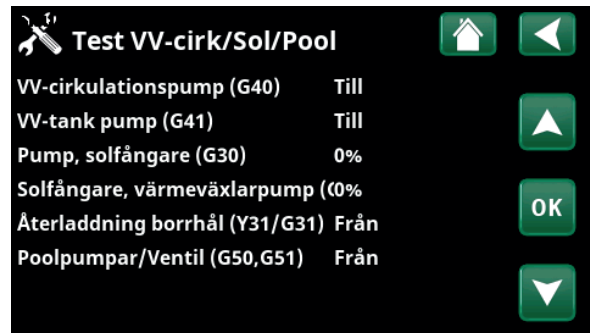 Test VV-cirk/Sol/Pool
VV-cirkulationspump (G40) Till
VV-tank pump (G41) Till
Pump, solfångare (G30) 0%
Solfångare, värmeväxlarpump (0%
Återladdning borrhål (Y31/G31) Från
Poolpumpar/Ventil (G50,G51) Från
OK